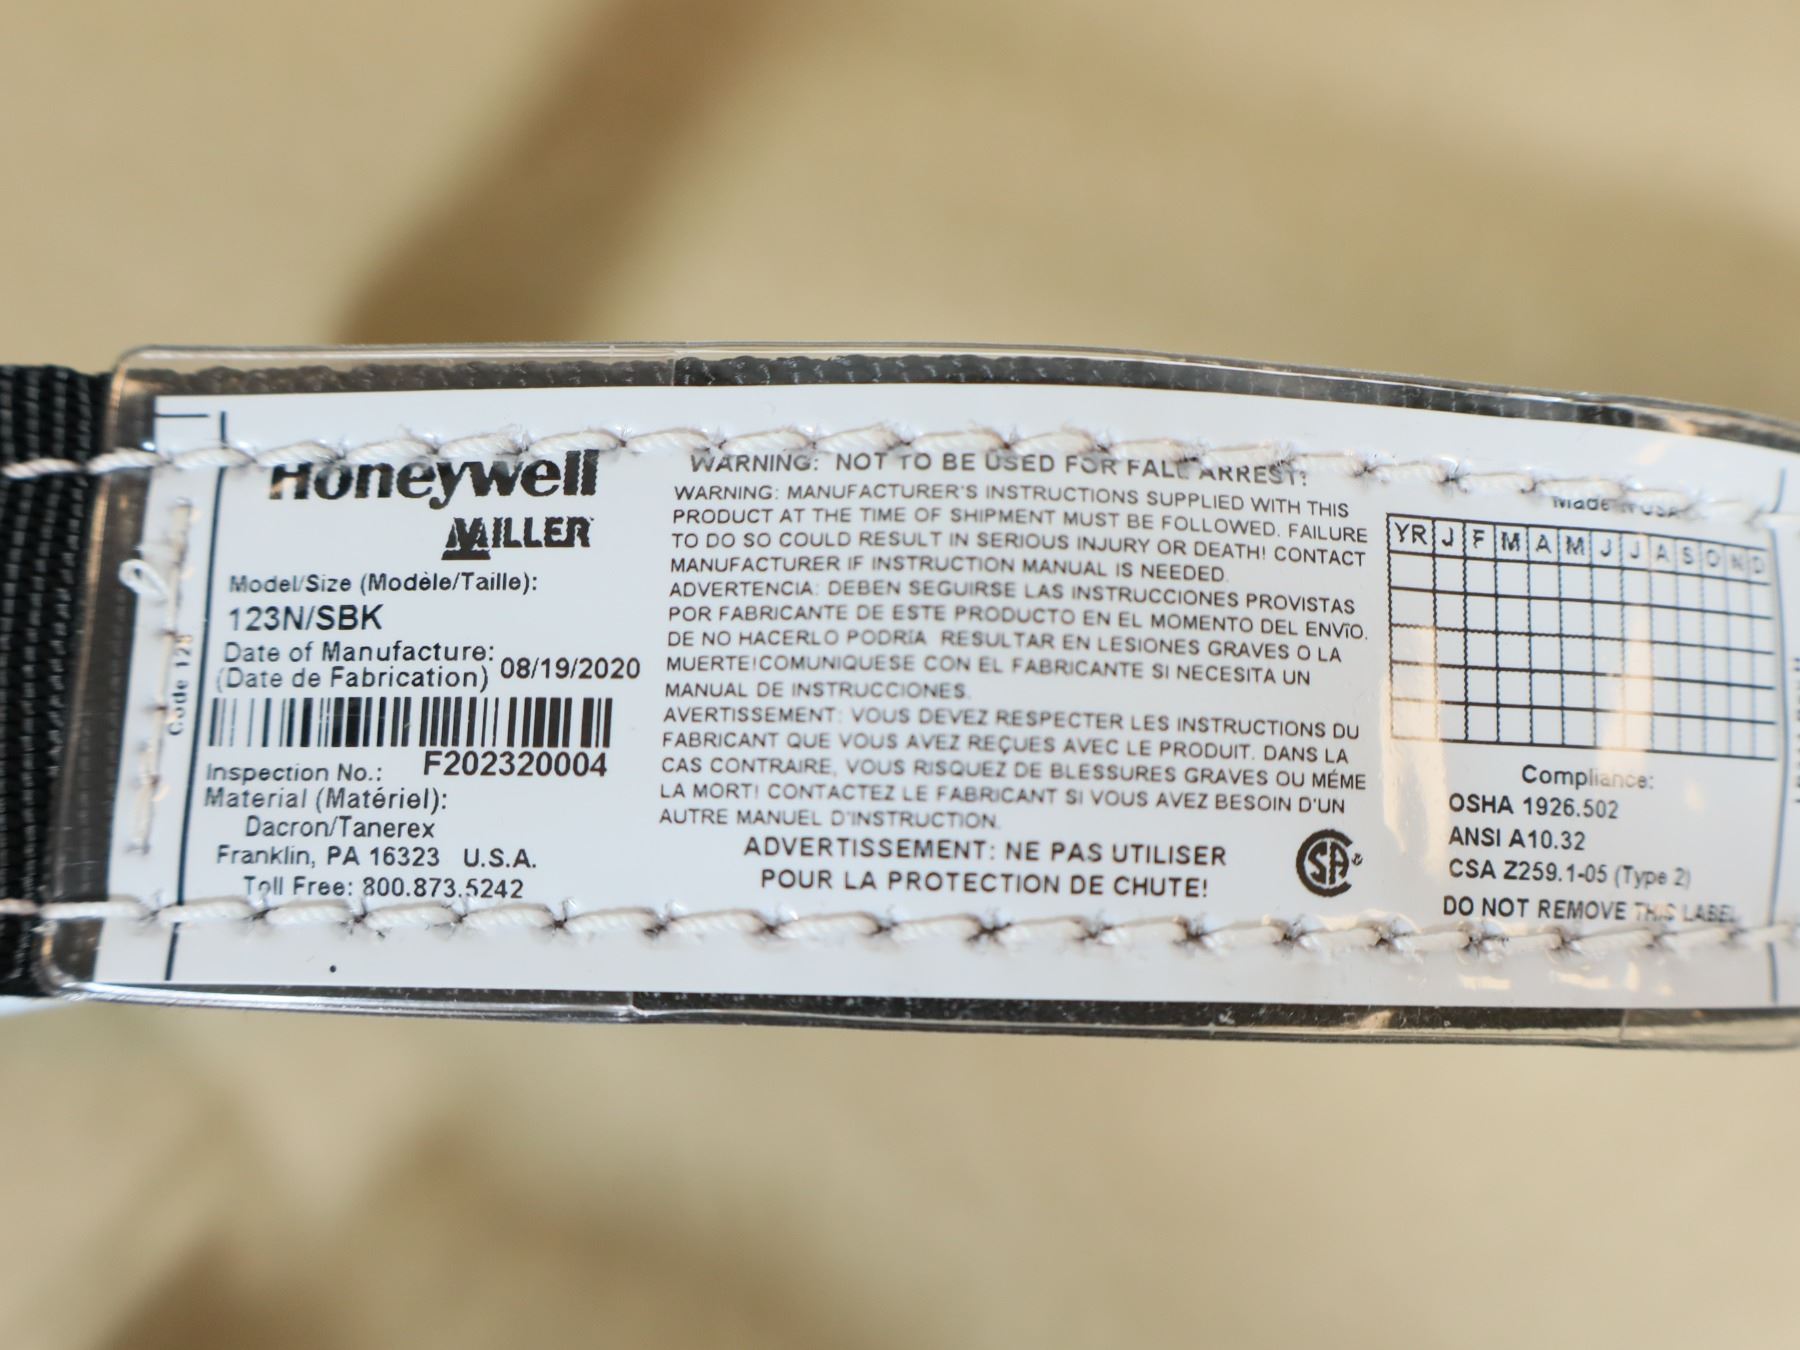 Honeywell
MILLER
Model/Size (Modèle/Taille):
123N/SBK
Date of Manufacture:
(Date de Fabrication) 08/19/2020
F202320004
Inspection No.:
Material (Matériel):
Dacron/Tanerex
Franklin, PA 16323 U.S.A.
Toll Free: 800.873.5242
Code 128
WARNING: NOT TO BE USED FOR FALL ARREST!
WARNING: MANUFACTURER'S INSTRUCTIONS SUPPLIED WITH THIS
PRODUCT AT THE TIME OF SHIPMENT MUST BE FOLLOWED. FAILURE
TO DO SO COULD RESULT IN SERIOUS INJURY OR DEATH! CONTACT
MANUFACTURER IF INSTRUCTION MANUAL IS NEEDED.
ADVERTENCIA: DEBEN SEGUIRSE LAS INSTRUCCIONES PROVISTAS
POR FABRICANTE DE ESTE PRODUCTO EN EL MOMENTO DEL ENVÍO.
DE NO HACERLO PODRÍA RESULTAR EN LESIONES GRAVES O LA
MUERTE!COMUNIQUESE CON EL FABRICANTE SI NECESITA UN
MANUAL DE INSTRUCCIONES.
AVERTISSEMENT: VOUS DEVEZ RESPECTER LES INSTRUCTIONS DU
FABRICANT QUE VOUS AVEZ REÇUES AVEC LE PRODUIT. DANS LA
CAS CONTRAIRE, VOUS RISQUEZ DE BLESSURES GRAVES OU MÉME
LA MORT! CONTACTEZ LE FABRICANT SI VOUS AVEZ BESOIN D'UN
AUTRE MANUEL D'INSTRUCTION.
ADVERTISSEMENT: NE PAS UTILISER
POUR LA PROTECTION DE CHUTE!
SA
Made in USA
YR J F M A M J J A S O N D
Compliance:
OSHA 1926.502
ANSI A10.32
CSA Z259.1-05 (Type 2)
DO NOT REMOVE THIS LABEL